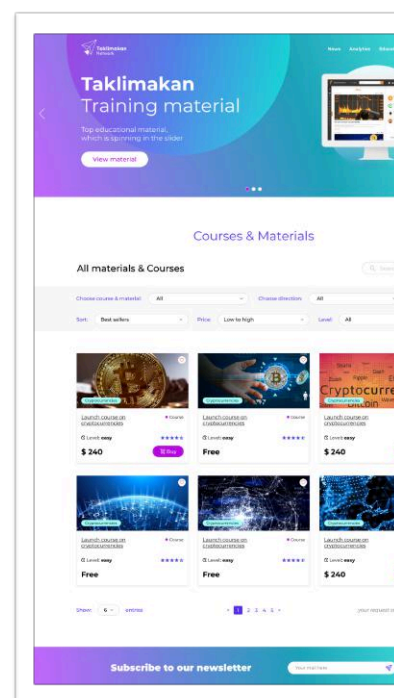 Taklimakan
Network
News Analytics
Taklimakan
Training material
Top educational material,
which is spinning in the slider
View material
Courses & Materials
All materials & Courses
Choose course & material: All Choose direction: All
Sort: Best sellers Price: Low to high Level: All
Cryptocurrencies Cryptocurrencies Cryptocurre
Bitcoin
Launch course on
cryptocurrencies
Course
Level: easy
$ 240
Buy
Launch course on
cryptocurrencies
Course
Level: easy
Free
Launch course on
cryptocurrencies
Level: easy
$ 240
Cryptocurrencies Cryptocurrencies Cryptocurrencies
Launch course on
cryptocurrencies
Course
Level: easy
Free
Launch course on
cryptocurrencies
Course
Level: easy
Free
Launch course on
cryptocurrencies
Level: easy
$ 240
Show: 6 entries
1 2 3 4 5
your request
Subscribe to our newsletter
Your mail here